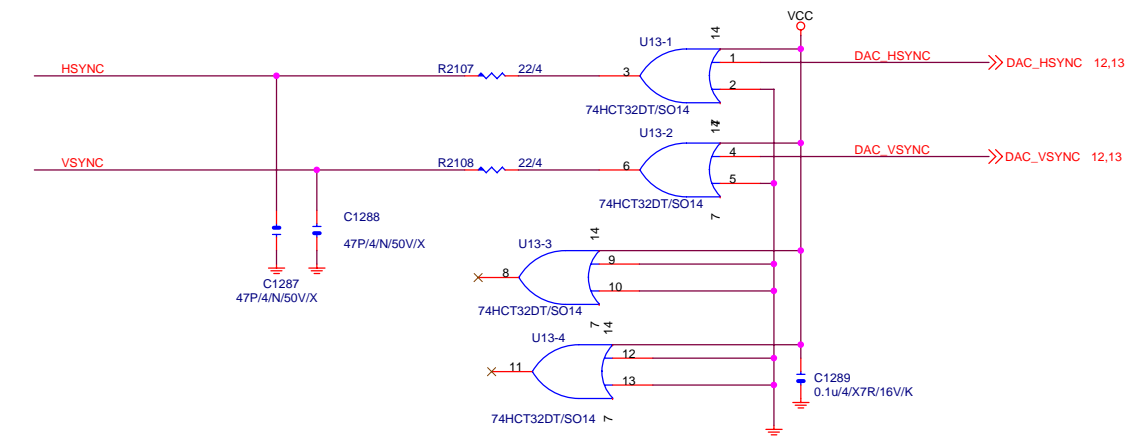 VCC
14
U13-1
HSYNC
R2107
22/4
3
1
DAC_HSYNC
DAC_HSYNC 12,13
2
74HCT32DT/SO14
7
14
U13-2
VSYNC
R2108
22/4
6
4
DAC_VSYNC
DAC_VSYNC 12,13
5
74HCT32DT/SO14
7
C1288
47P/4/N/50V/X
14
U13-3
8
9
10
C1287
47P/4/N/50V/X
74HCT32DT/SO14
7
14
U13-4
11
12
13
C1289
0.1u/4/X7R/16V/K
74HCT32DT/SO14
7